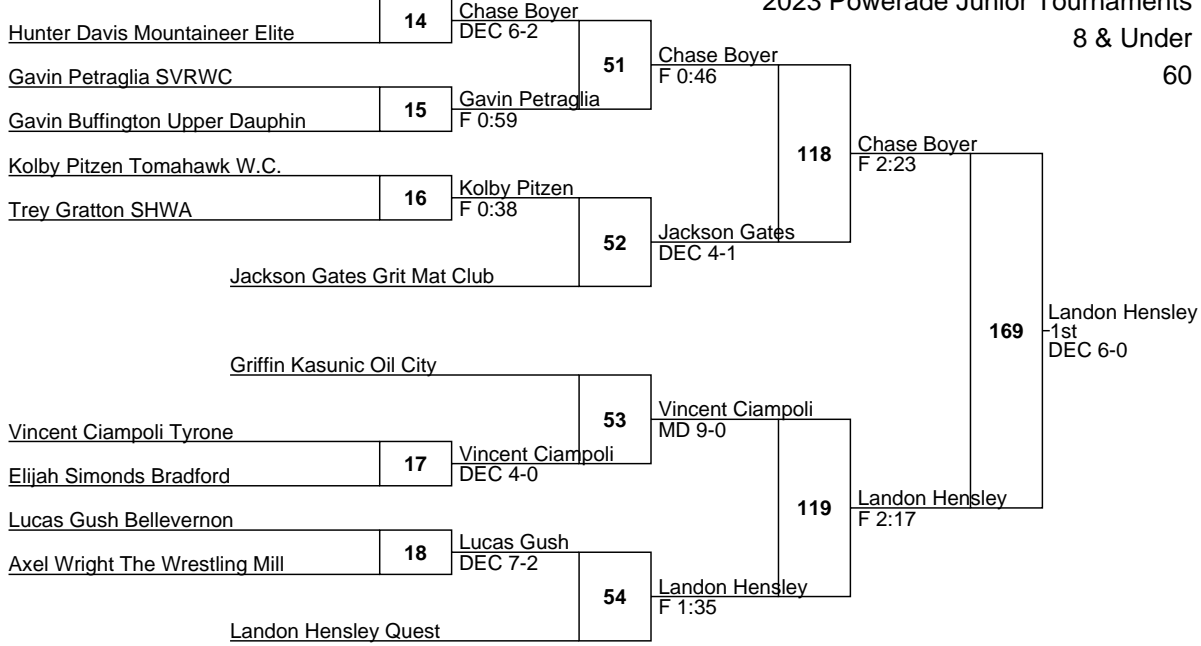 2023 Powerade Junior Tournaments
8 & Under
60
Hunter Davis Mountaineer Elite
14
Chase Boyer
DEC 6-2
Gavin Petraglia SVRWC
Gavin Buffington Upper Dauphin
15
Gavin Petraglia
F 0:59
51
Chase Boyer
F 0:46
Kolby Pitzen Tomahawk W.C.
Trey Gratton SHWA
16
Kolby Pitzen
F 0:38
Jackson Gates Grit Mat Club
52
Jackson Gates
DEC 4-1
118
Chase Boyer
F 2:23
Griffin Kasunic Oil City
Vincent Ciampoli Tyrone
Elijah Simonds Bradford
17
Vincent Ciampoli
DEC 4-0
53
Vincent Ciampoli
MD 9-0
Lucas Gush Bellevernon
Axel Wright The Wrestling Mill
18
Lucas Gush
DEC 7-2
Landon Hensley Quest
54
Landon Hensley
F 1:35
119
Landon Hensley
F 2:17
169
Landon Hensley
1st
DEC 6-0